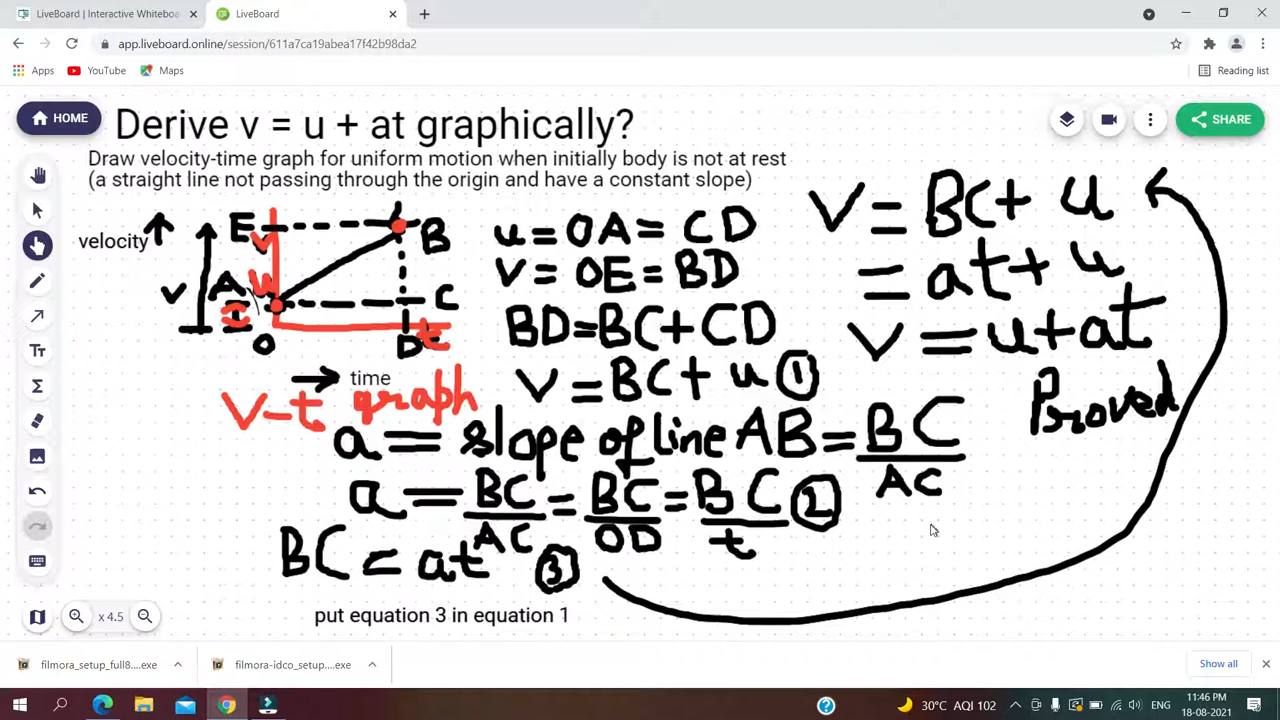 LiveBoard | Interactive Whiteboa
LiveBoard
app.liveboard.online/session/611a7ca19abea17f42b98da2
Apps
YouTube
Maps
Reading list
HOME
Derive v = u + at graphically?
SHARE
Draw velocity-time graph for uniform motion when initially body is not at rest
(a straight line not passing through the origin and have a constant slope)
velocity
E
V
B
A
u
V
C
O
D
t
time
V-t graph
u = OA = CD
V = OE = BD
BD = BC + CD
V = BC + u ①
a = slope of line AB = BC / AC
a = BC / AC = BC / OD = BC / t ②
BC = at ③
put equation 3 in equation 1
V = BC + u
= at + u
V = u + at
Proved
x 4.5
filmora_setup_full8....exe
filmora-idco_setup....exe
Show all
30°C AQI 102
ENG
11:46 PM
18-08-2021